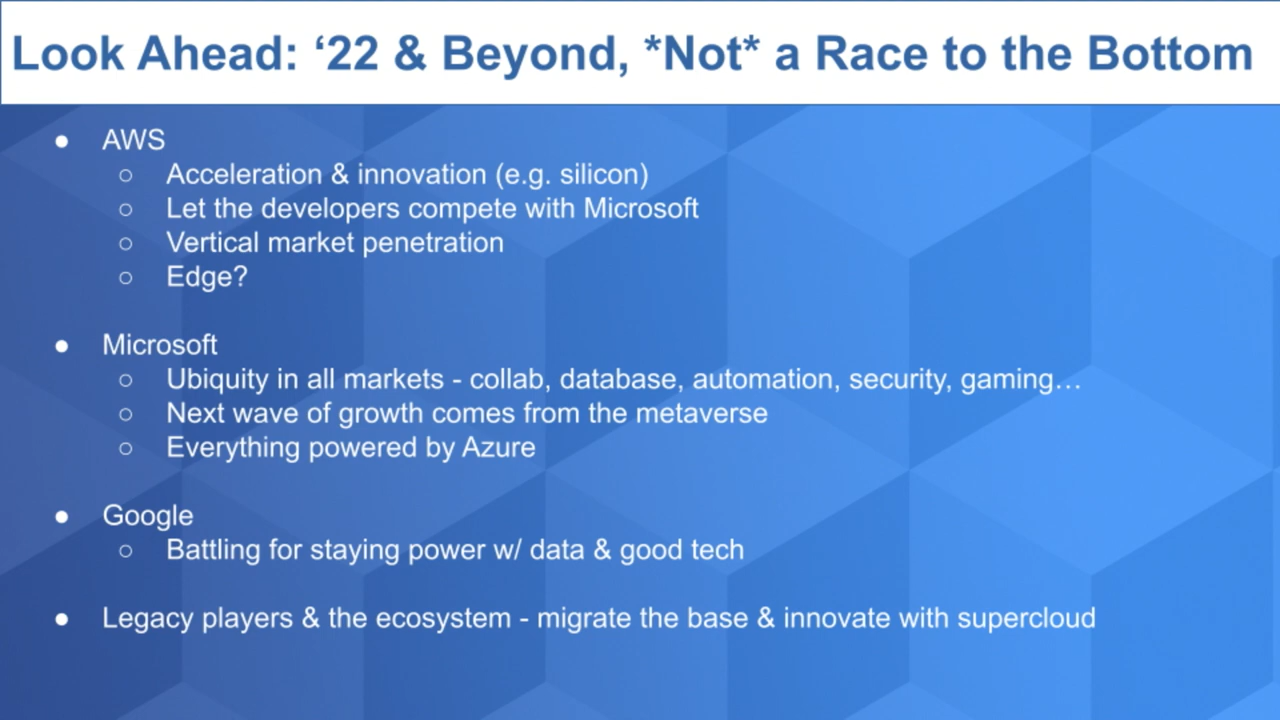 Look Ahead: ‘22 & Beyond, *Not* a Race to the Bottom
● AWS
○ Acceleration & innovation (e.g. silicon)
○ Let the developers compete with Microsoft
○ Vertical market penetration
○ Edge?
● Microsoft
○ Ubiquity in all markets - collab, database, automation, security, gaming…
○ Next wave of growth comes from the metaverse
○ Everything powered by Azure
● Google
○ Battling for staying power w/ data & good tech
● Legacy players & the ecosystem - migrate the base & innovate with supercloud